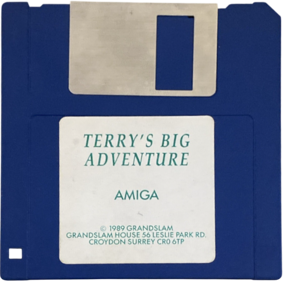 TERRY'S BIG
ADVENTURE
AMIGA
© 1989 GRANDSLAM
GRANDSLAM HOUSE 56 LESLIE PARK RD.
CROYDON SURREY CR0 6TP